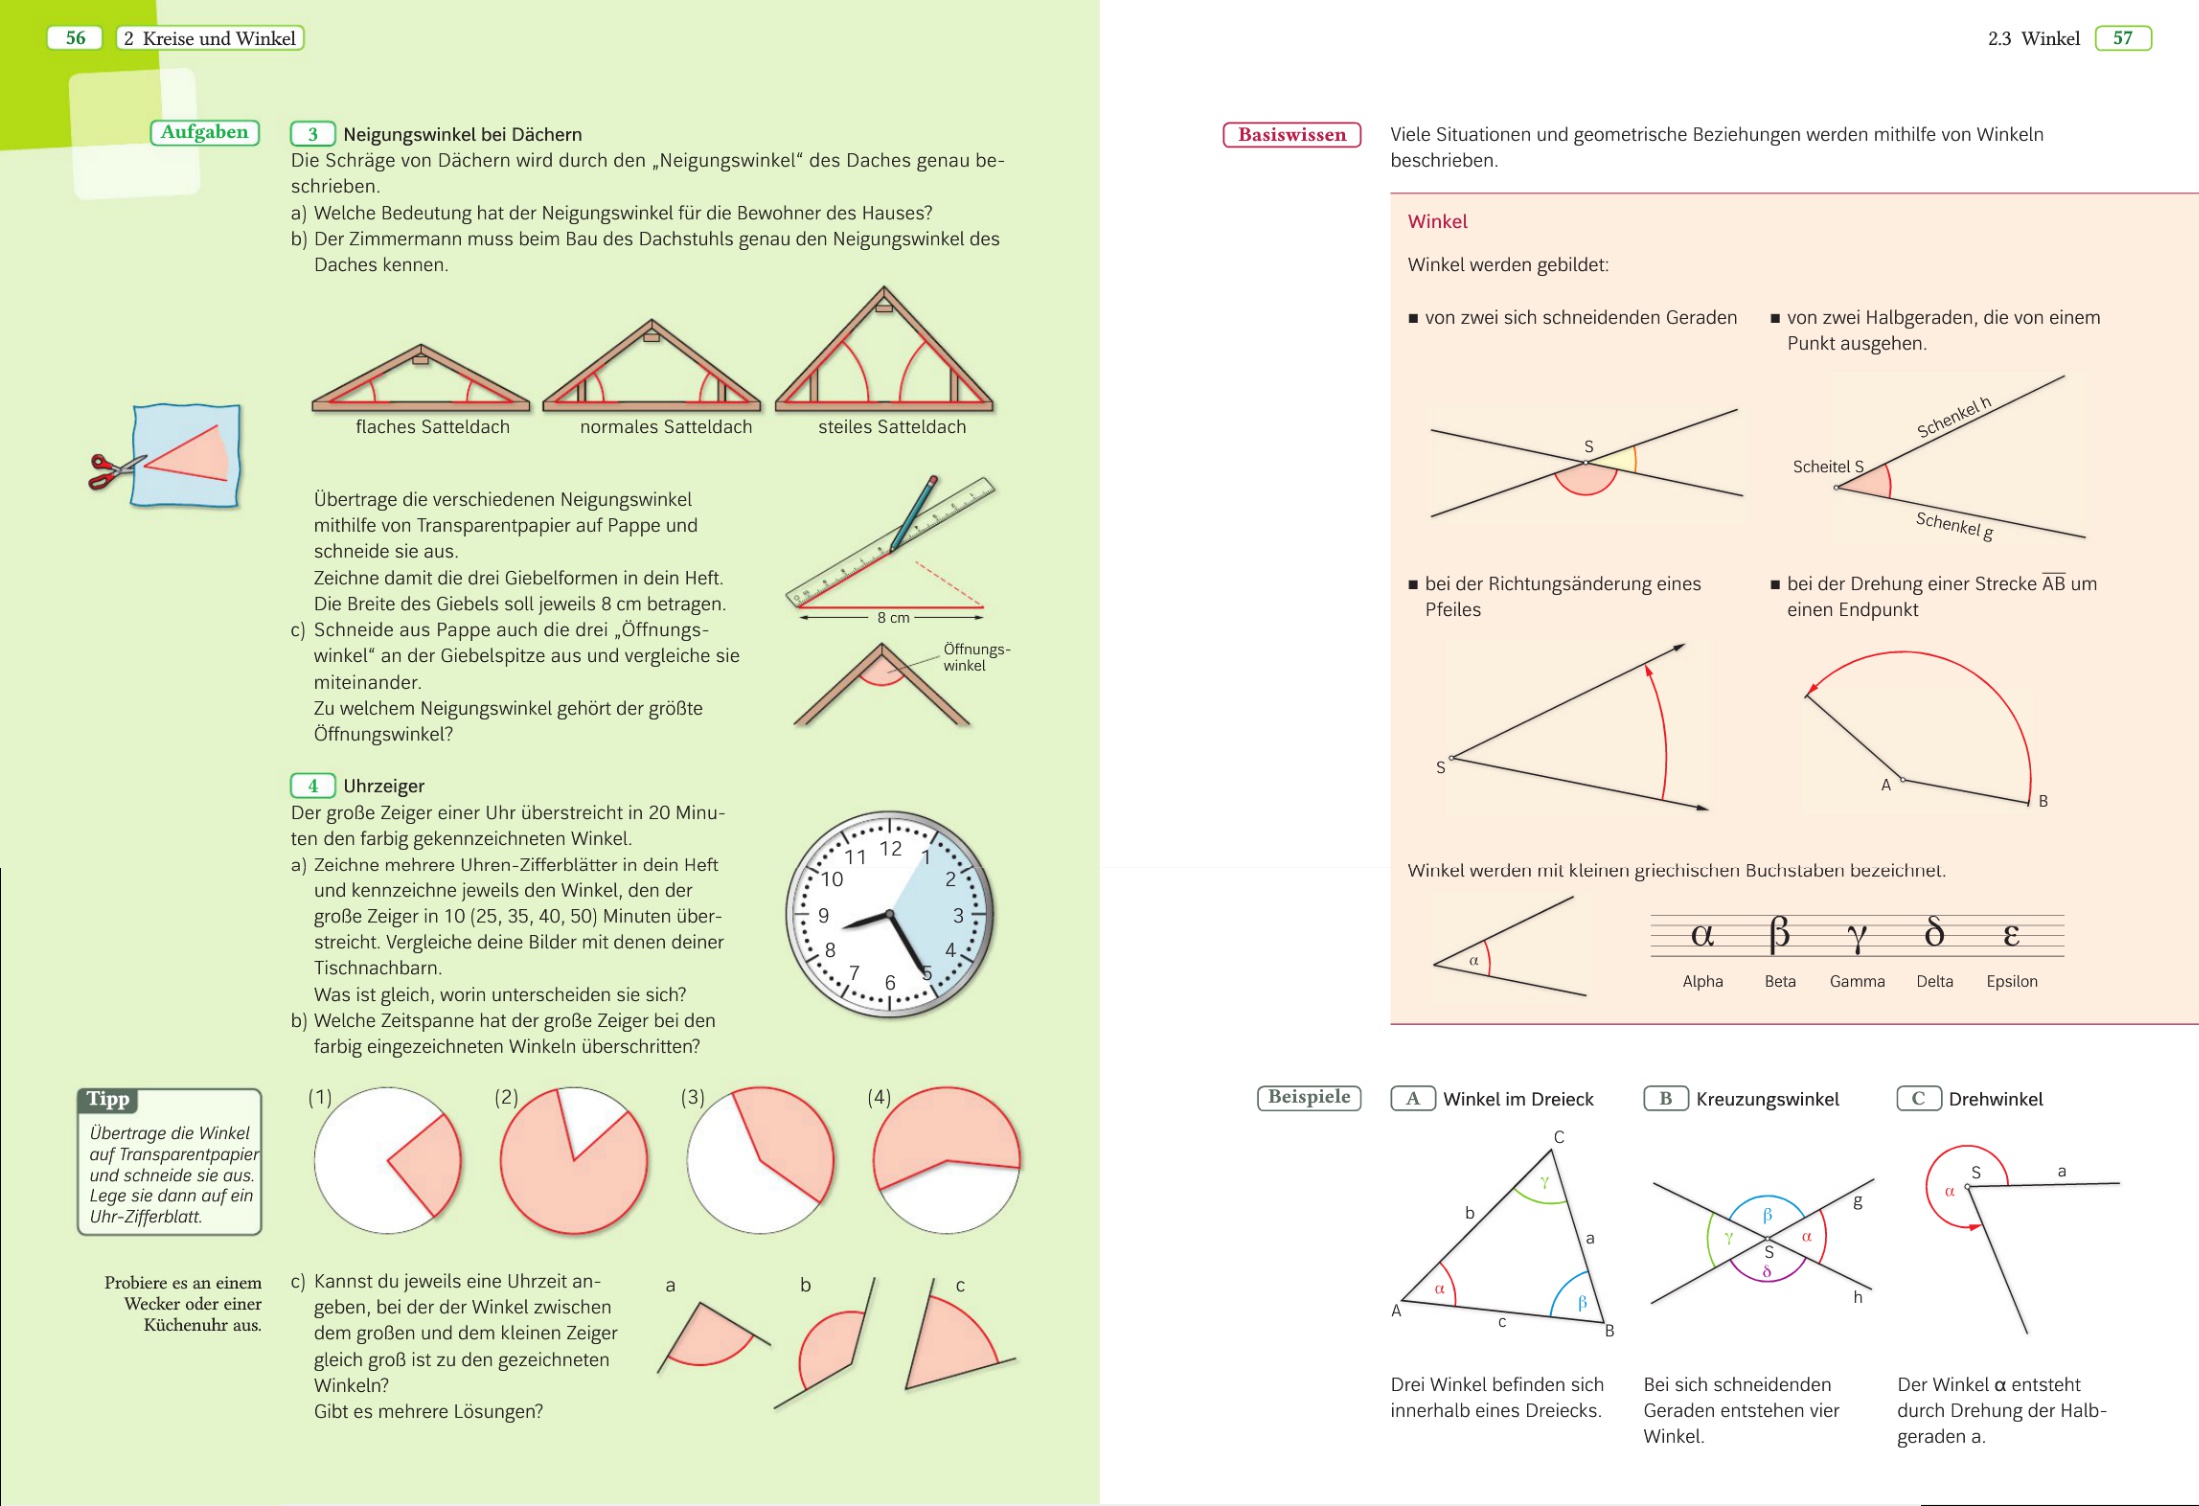 56
2 Kreise und Winkel
Aufgaben
3 Neigungswinkel bei Dächern
Die Schräge von Dächern wird durch den „Neigungswinkel“ des Daches genau be-
schrieben.
a) Welche Bedeutung hat der Neigungswinkel für die Bewohner des Hauses?
b) Der Zimmermann muss beim Bau des Dachstuhls genau den Neigungswinkel des
Daches kennen.
flaches Satteldach
normales Satteldach
steiles Satteldach
Übertrage die verschiedenen Neigungswinkel
mithilfe von Transparentpapier auf Pappe und
schneide sie aus.
Zeichne damit die drei Giebelformen in dein Heft.
Die Breite des Giebels soll jeweils 8 cm betragen.
8 cm
c) Schneide aus Pappe auch die drei „Öffnungs-
winkel“ an der Giebelspitze aus und vergleiche sie
miteinander.
Zu welchem Neigungswinkel gehört der größte
Öffnungswinkel?
Öffnungs-
winkel
4 Uhrzeiger
Der große Zeiger einer Uhr überstreicht in 20 Minu-
ten den farbig gekennzeichneten Winkel.
a) Zeichne mehrere Uhren-Zifferblätter in dein Heft
und kennzeichne jeweils den Winkel, den der
große Zeiger in 10 (25, 35, 40, 50) Minuten über-
streicht. Vergleiche deine Bilder mit denen deiner
Tischnachbarn.
Was ist gleich, worin unterscheiden sie sich?
b) Welche Zeitspanne hat der große Zeiger bei den
farbig eingezeichneten Winkeln überschritten?
12
1
2
3
4
5
6
7
8
9
10
11
Tipp
Übertrage die Winkel
auf Transparentpapier
und schneide sie aus.
Lege sie dann auf ein
Uhr-Zifferblatt.
(1)
(2)
(3)
(4)
Probiere es an einem
Wecker oder einer
Küchenuhr aus.
c) Kannst du jeweils eine Uhrzeit an-
geben, bei der der Winkel zwischen
dem großen und dem kleinen Zeiger
gleich groß ist zu den gezeichneten
Winkeln?
Gibt es mehrere Lösungen?
a
b
c
2.3 Winkel
57
Basiswissen
Viele Situationen und geometrische Beziehungen werden mithilfe von Winkeln
beschrieben.
Winkel
Winkel werden gebildet:
■ von zwei sich schneidenden Geraden
S
■ von zwei Halbgeraden, die von einem
Punkt ausgehen.
Schenkel h
Scheitel S
Schenkel g
■ bei der Richtungsänderung eines
Pfeiles
S
■ bei der Drehung einer Strecke A̅B̅ um
einen Endpunkt
A
B
Winkel werden mit kleinen griechischen Buchstaben bezeichnet.
α
α β γ δ ε
Alpha Beta Gamma Delta Epsilon
Beispiele
A Winkel im Dreieck
C
γ
b
a
α
β
A
c
B
Drei Winkel befinden sich
innerhalb eines Dreiecks.
B Kreuzungswinkel
g
β
γ
α
S
δ
h
Bei sich schneidenden
Geraden entstehen vier
Winkel.
C Drehwinkel
S
a
α
Der Winkel α entsteht
durch Drehung der Halb-
geraden a.